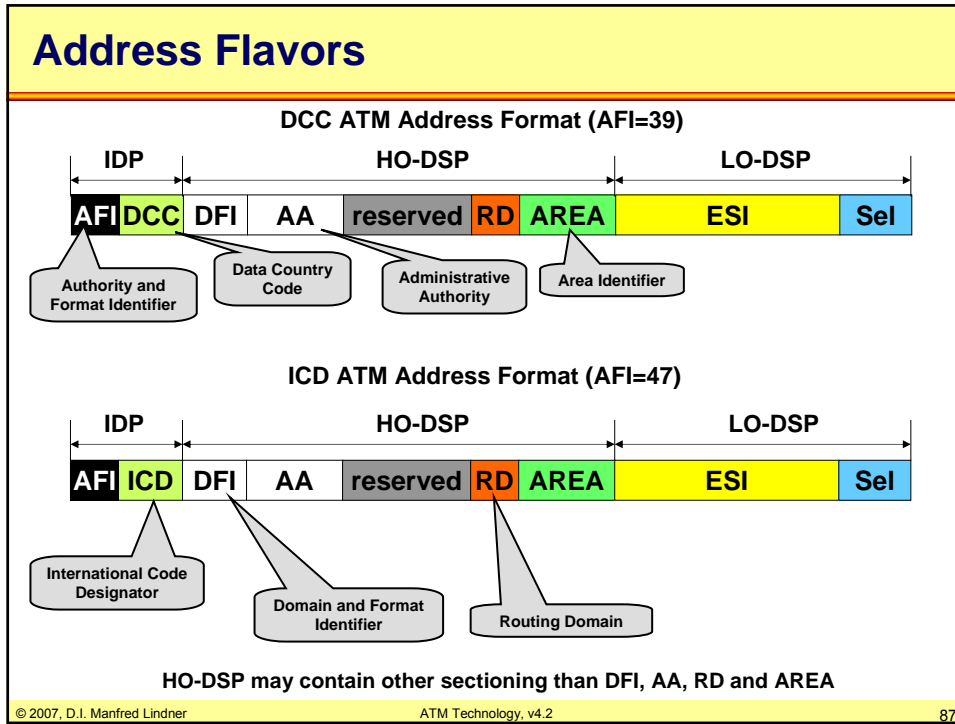 Address Flavors
DCC ATM Address Format (AFI=39)
IDP HO-DSP LO-DSP
AFI DCC DFI AA reserved RD AREA ESI Sel
Authority and
Format Identifier
Data Country
Code
Administrative
Authority
Area Identifier
ICD ATM Address Format (AFI=47)
IDP HO-DSP LO-DSP
AFI ICD DFI AA reserved RD AREA ESI Sel
International Code
Designator
Domain and Format
Identifier
Routing Domain
HO-DSP may contain other sectioning than DFI, AA, RD and AREA
© 2007, D.I. Manfred Lindner ATM Technology, v4.2 87